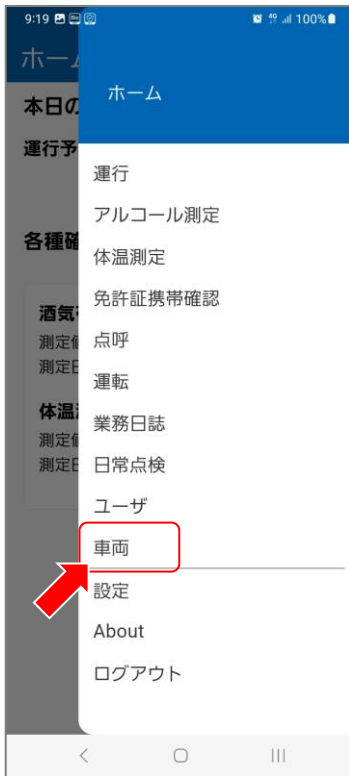 9:19
100%
ホーム
本日の
運行予
各種確
酒気
測定値
測定日
体温
測定値
測定日
ホーム
運行
アルコール測定
体温測定
免許証携帯確認
点呼
運転
業務日誌
日常点検
ユーザ
車両
設定
About
ログアウト